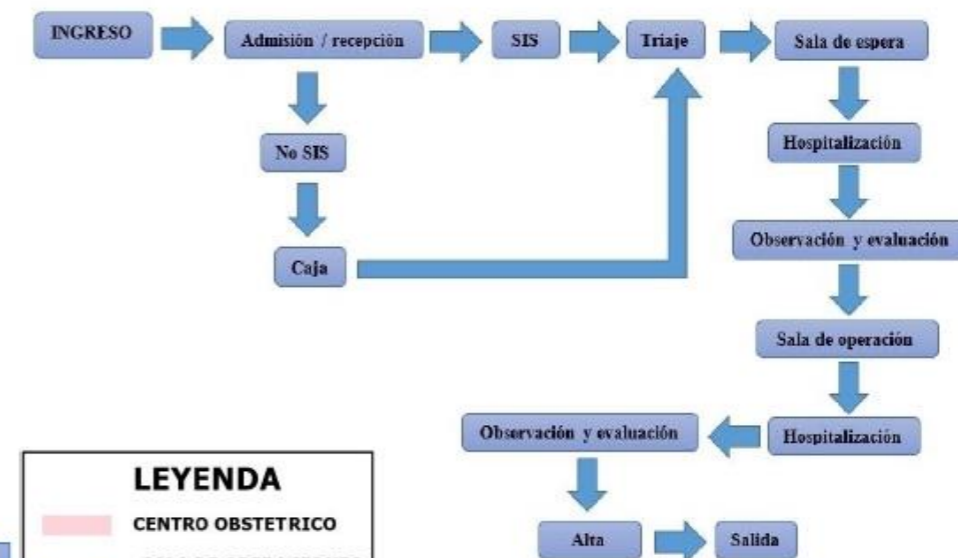 INGRESO
Admisión / recepción
SIS
Triaje
Sala de espera
No SIS
Hospitalización
Caja
Observación y evaluación
Sala de operación
Hospitalización
Observación y evaluación
Alta
Salida
LEYENDA
CENTRO OBSTETRICO